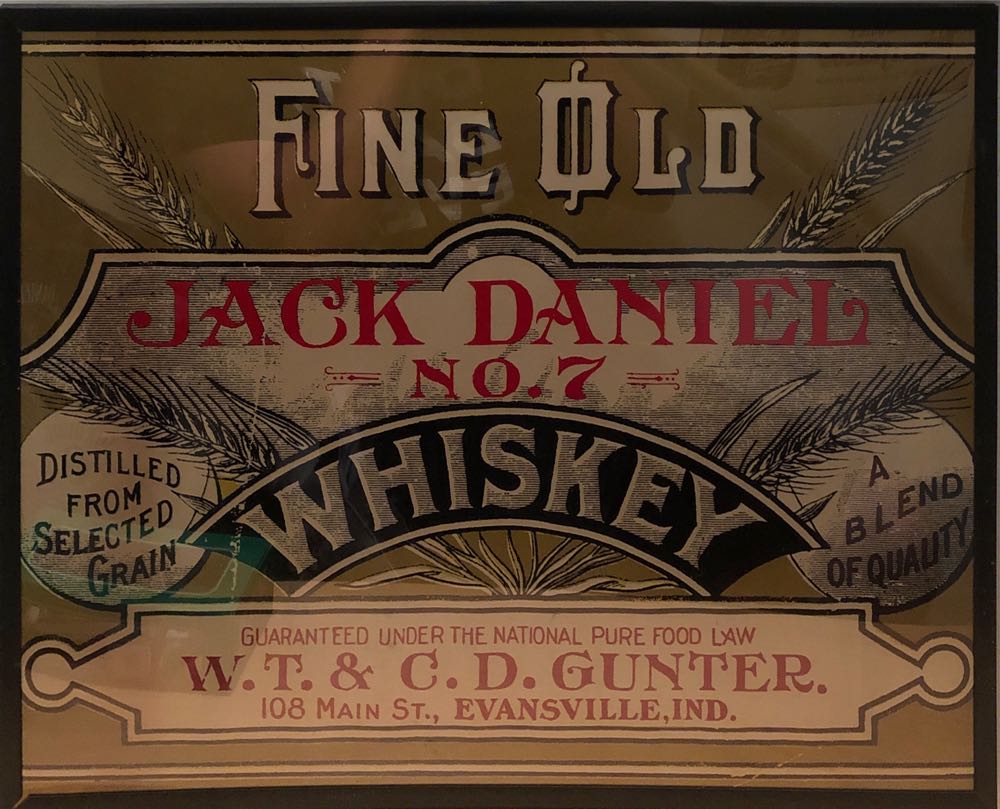 FINE OLD
JACK DANIEL
NO. 7
WHISKEY
DISTILLED
FROM
SELECTED
GRAIN
A
BLEND
OF QUALITY
GUARANTEED UNDER THE NATIONAL PURE FOOD LAW
W. T. & C. D. GUNTER.
108 MAIN ST., EVANSVILLE, IND.